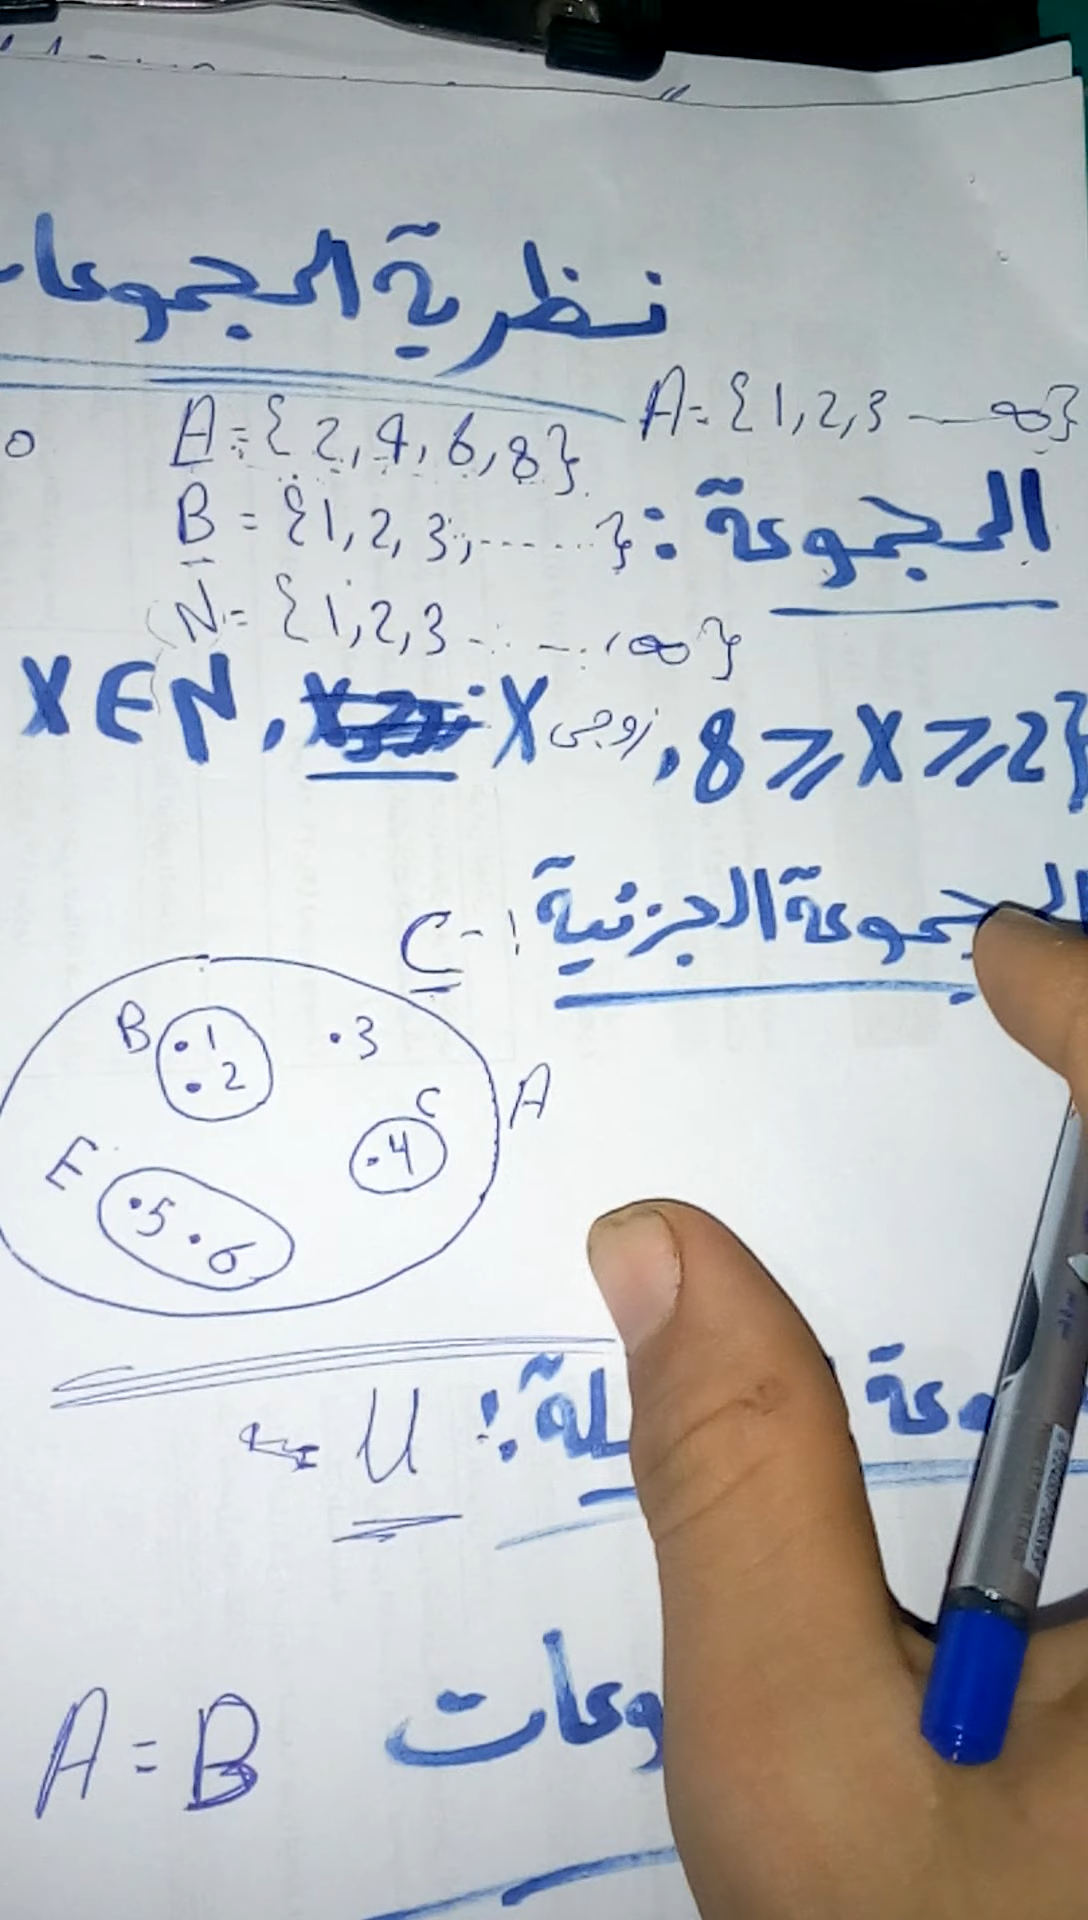 نظرية المجموعات
A = {1, 2, 3 ... ∞}
A = {2, 4, 6, 8}
المجموعة :
B = {1, 2, 3, ......}
N = {1, 2, 3 ...... ∞}
X ∈ N, X زوجي , 8 ≥ X ≥ 2}
المجموعة الجزئية : ⊂
B
• 1
• 2
• 3
A
C
• 4
E
• 5
• 6
U
A = B